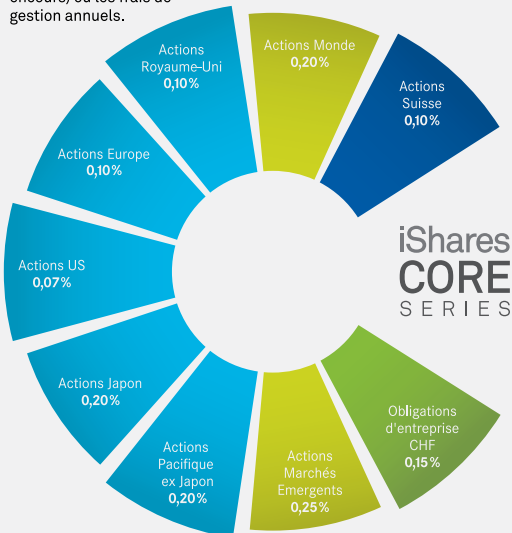 gestion annuels.
Actions Monde
0,20%
Actions
Suisse
0,10%
Actions
Royaume-Uni
0,10%
Actions Europe
0,10%
Actions US
0,07%
iShares
CORE
SERIES
Actions Japon
0,20%
Actions
Pacifique
ex Japon
0,20%
Actions
Marchés
Emergents
0,25%
Obligations
d'entreprise
CHF
0,15%